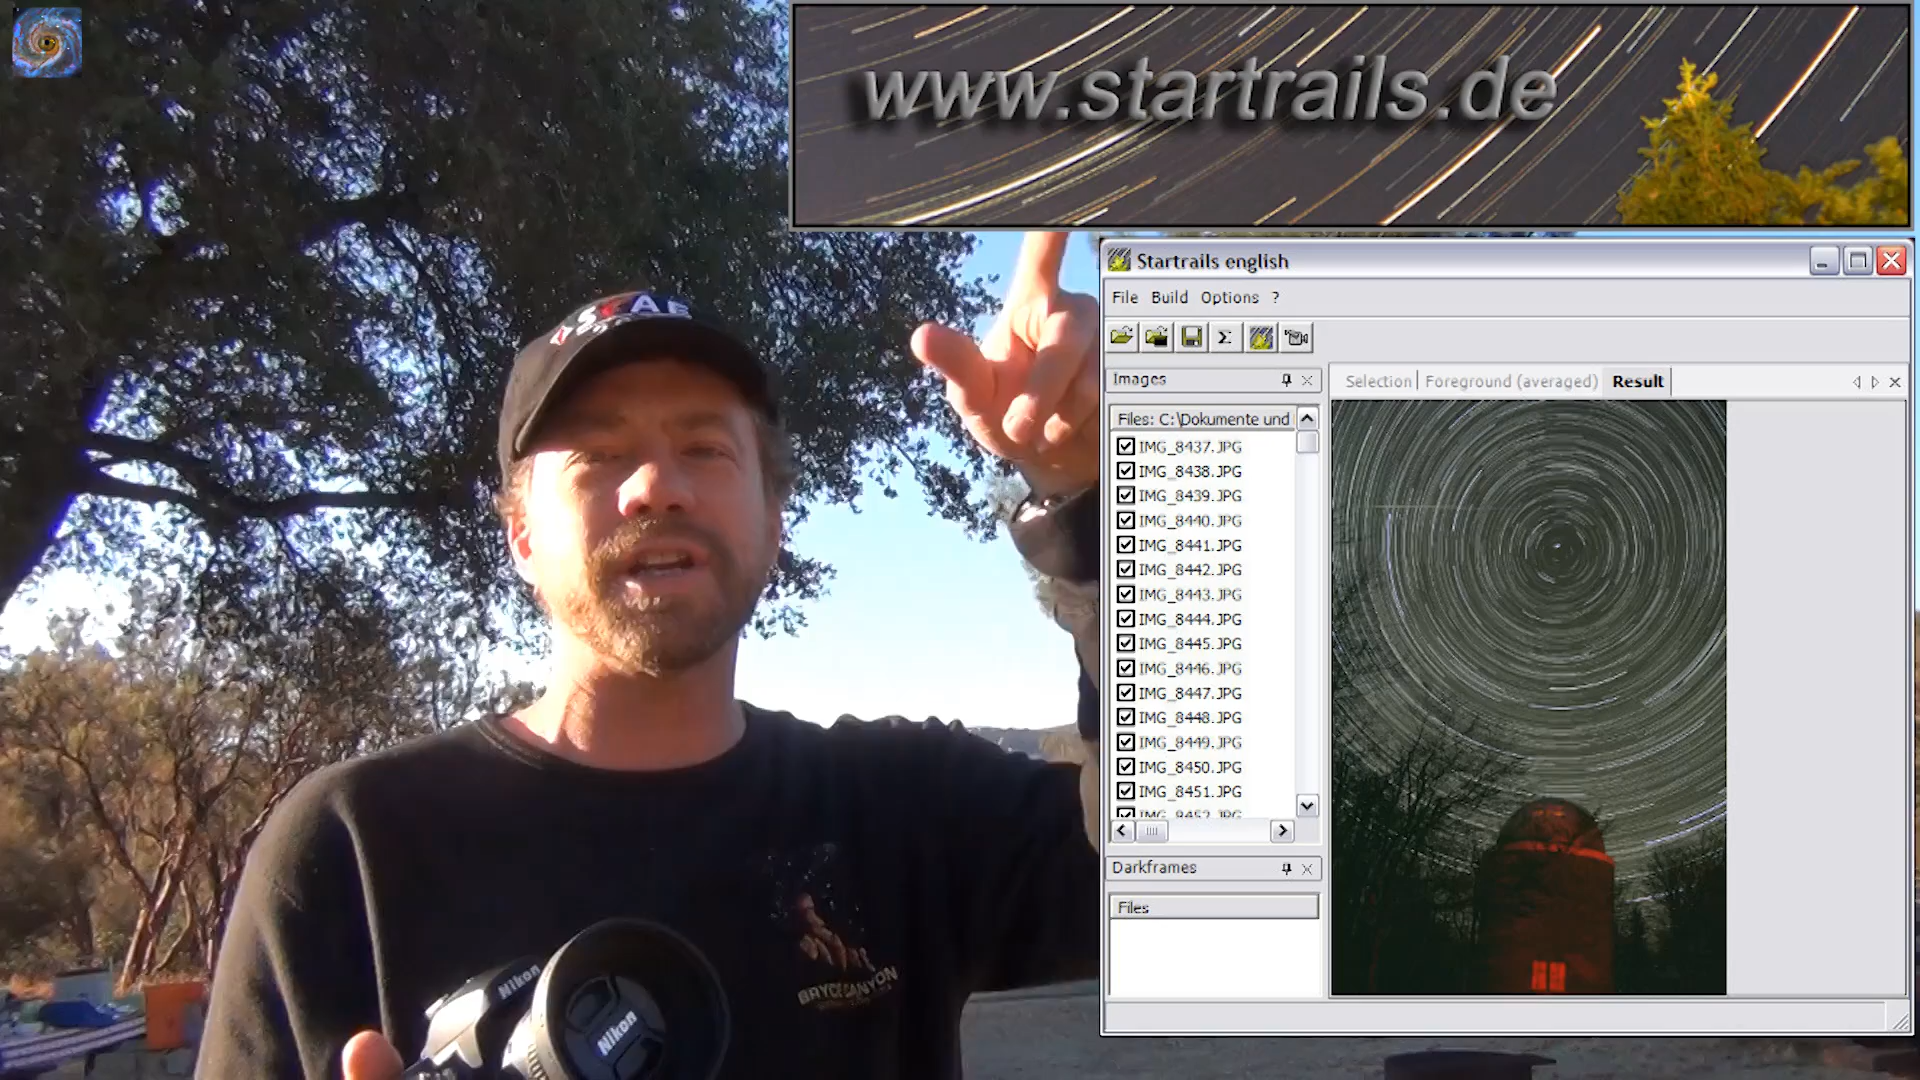 www.startrails.de
Startrails english
File Build Options ?
Images
Selection Foreground (averaged) Result
Files: C:\Dokumente und
IMG_8437.JPG
IMG_8438.JPG
IMG_8439.JPG
IMG_8440.JPG
IMG_8441.JPG
IMG_8442.JPG
IMG_8443.JPG
IMG_8444.JPG
IMG_8445.JPG
IMG_8446.JPG
IMG_8447.JPG
IMG_8448.JPG
IMG_8449.JPG
IMG_8450.JPG
IMG_8451.JPG
IMG_8452.JPG
Darkframes
Files
Nikon
Nikon
BRYCE CANYON